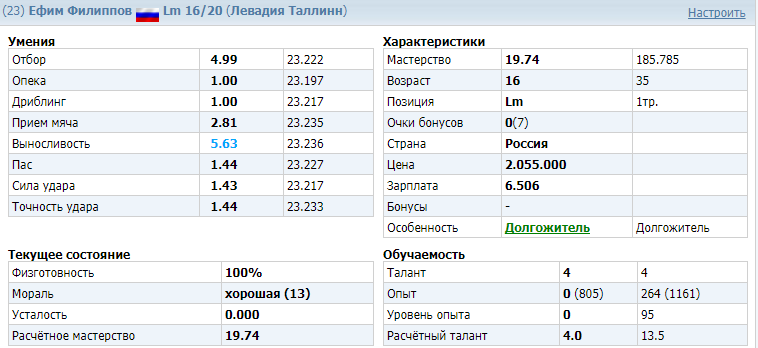 (23) Ефим Филиппов Lm 16/20 (Левадия Таллинн) Настроить
Умения
Отбор 4.99 23.222
Опека 1.00 23.197
Дриблинг 1.00 23.217
Прием мяча 2.81 23.235
Выносливость 5.63 23.236
Пас 1.44 23.227
Сила удара 1.43 23.217
Точность удара 1.44 23.233
Характеристики
Мастерство 19.74 185.785
Возраст 16 35
Позиция Lm 1тр.
Очки бонусов 0(7)
Страна Россия
Цена 2.055.000
Зарплата 6.506
Бонусы -
Особенность Долгожитель Долгожитель
Текущее состояние
Физготовность 100%
Мораль хорошая (13)
Усталость 0.000
Расчётное мастерство 19.74
Обучаемость
Талант 4 4
Опыт 0 (805) 264 (1161)
Уровень опыта 0 95
Расчётный талант 4.0 13.5